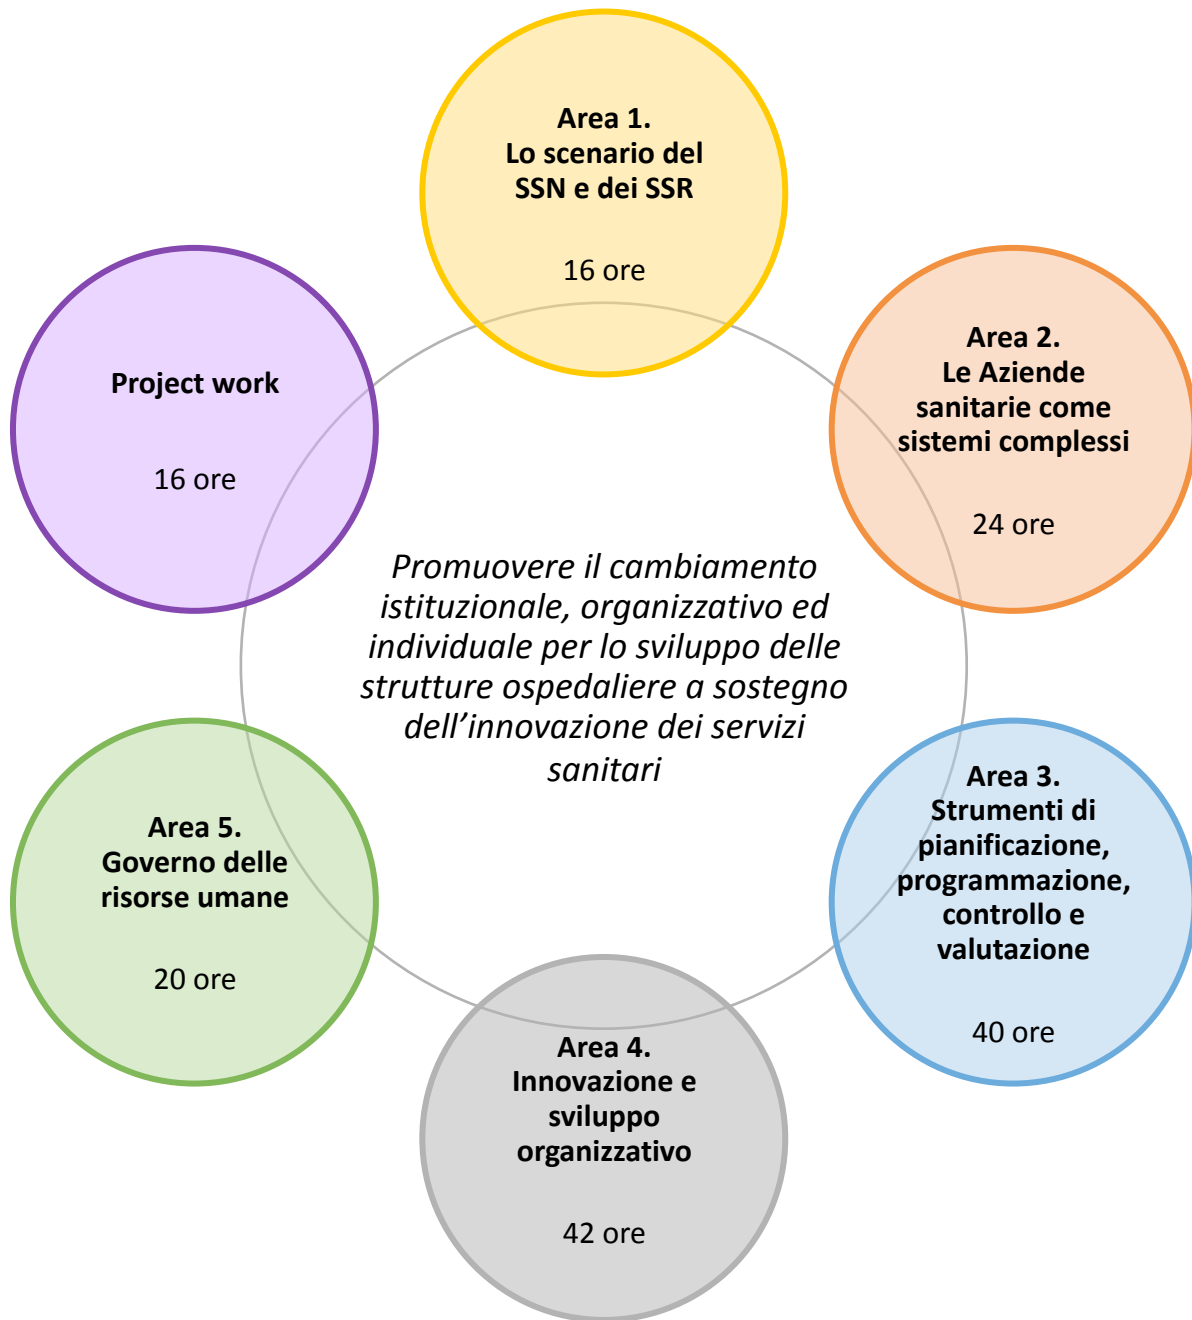 Area 1.
Lo scenario del
SSN e dei SSR
16 ore
Area 2.
Le Aziende
sanitarie come
sistemi complessi
24 ore
Area 3.
Strumenti di
pianificazione,
programmazione,
controllo e
valutazione
40 ore
Area 4.
Innovazione e
sviluppo
organizzativo
42 ore
Area 5.
Governo delle
risorse umane
20 ore
Project work
16 ore
Promuovere il cambiamento
istituzionale, organizzativo ed
individuale per lo sviluppo delle
strutture ospedaliere a sostegno
dell’innovazione dei servizi
sanitari